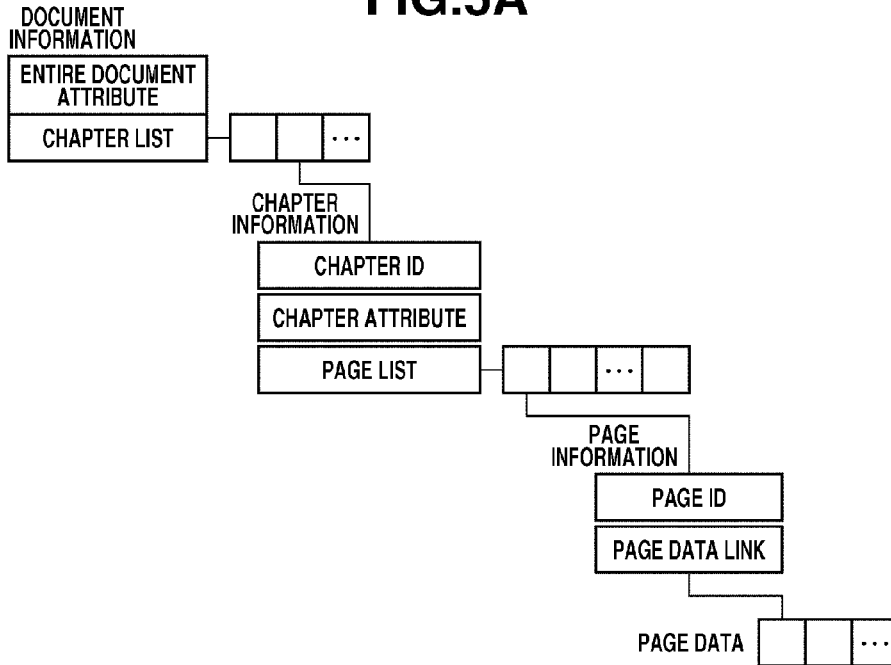 FIG.3A
DOCUMENT
INFORMATION
ENTIRE DOCUMENT
ATTRIBUTE
CHAPTER LIST
...
CHAPTER
INFORMATION
CHAPTER ID
CHAPTER ATTRIBUTE
PAGE LIST
...
PAGE
INFORMATION
PAGE ID
PAGE DATA LINK
PAGE DATA
...